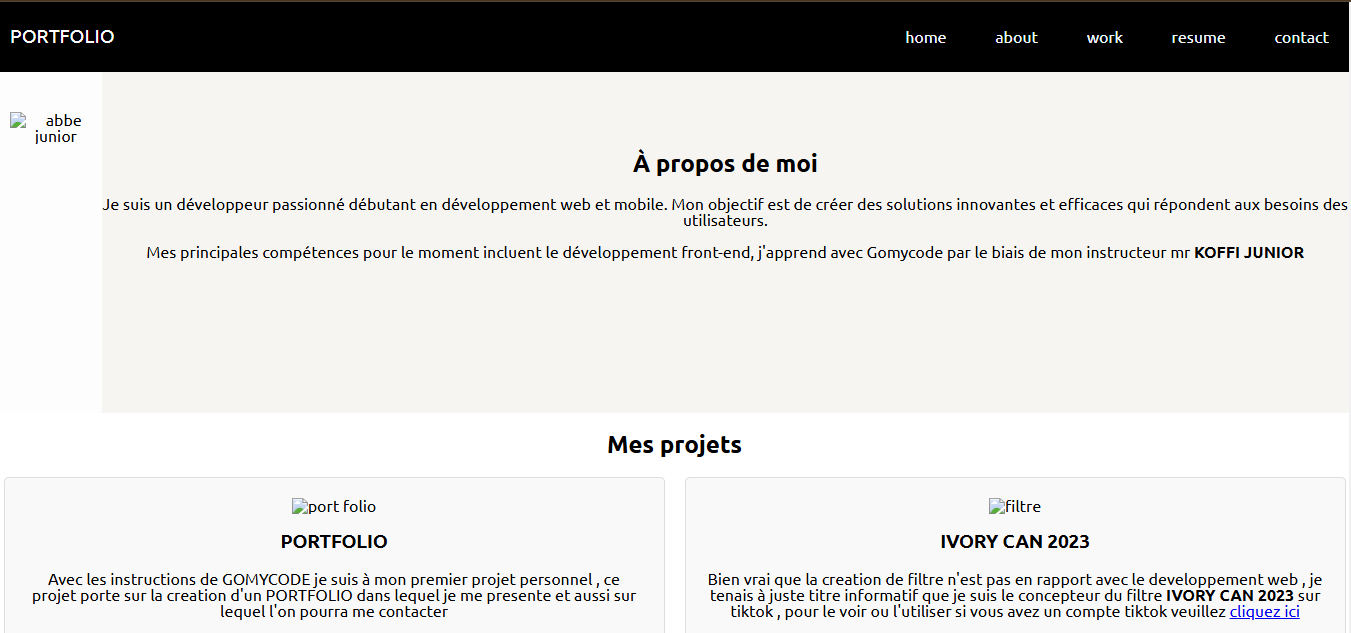 PORTFOLIO
home about work resume contact
abbe
junior
À propos de moi
Je suis un développeur passionné débutant en développement web et mobile. Mon objectif est de créer des solutions innovantes et efficaces qui répondent aux besoins des
utilisateurs.
Mes principales compétences pour le moment incluent le développement front-end, j'apprend avec Gomycode par le biais de mon instructeur mr KOFFI JUNIOR
Mes projets
port folio
PORTFOLIO
Avec les instructions de GOMYCODE je suis à mon premier projet personnel , ce
projet porte sur la creation d'un PORTFOLIO dans lequel je me presente et aussi sur
lequel l'on pourra me contacter
filtre
IVORY CAN 2023
Bien vrai que la creation de filtre n'est pas en rapport avec le developpement web , je
tenais à juste titre informatif que je suis le concepteur du filtre IVORY CAN 2023 sur
tiktok , pour le voir ou l'utiliser si vous avez un compte tiktok veuillez cliquez ici